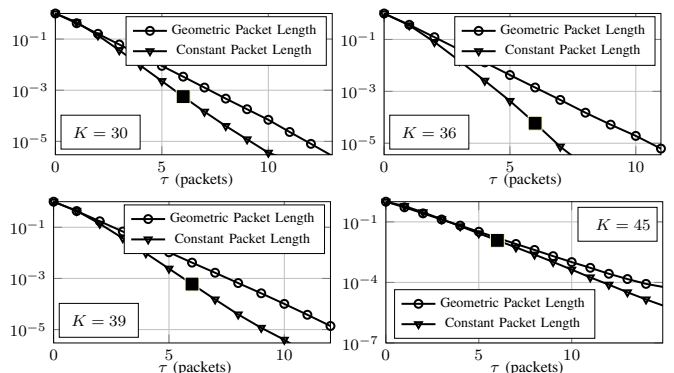 10⁻¹
10⁻³
10⁻⁵
Geometric Packet Length
Constant Packet Length
K = 30
0 5 10
τ (packets)
10⁻¹
10⁻³
10⁻⁵
Geometric Packet Length
Constant Packet Length
K = 36
0 5 10
τ (packets)
10⁻¹
10⁻³
10⁻⁵
Geometric Packet Length
Constant Packet Length
K = 39
0 5 10
τ (packets)
10⁻¹
10⁻⁴
10⁻⁷
K = 45
Geometric Packet Length
Constant Packet Length
0 5 10
τ (packets)